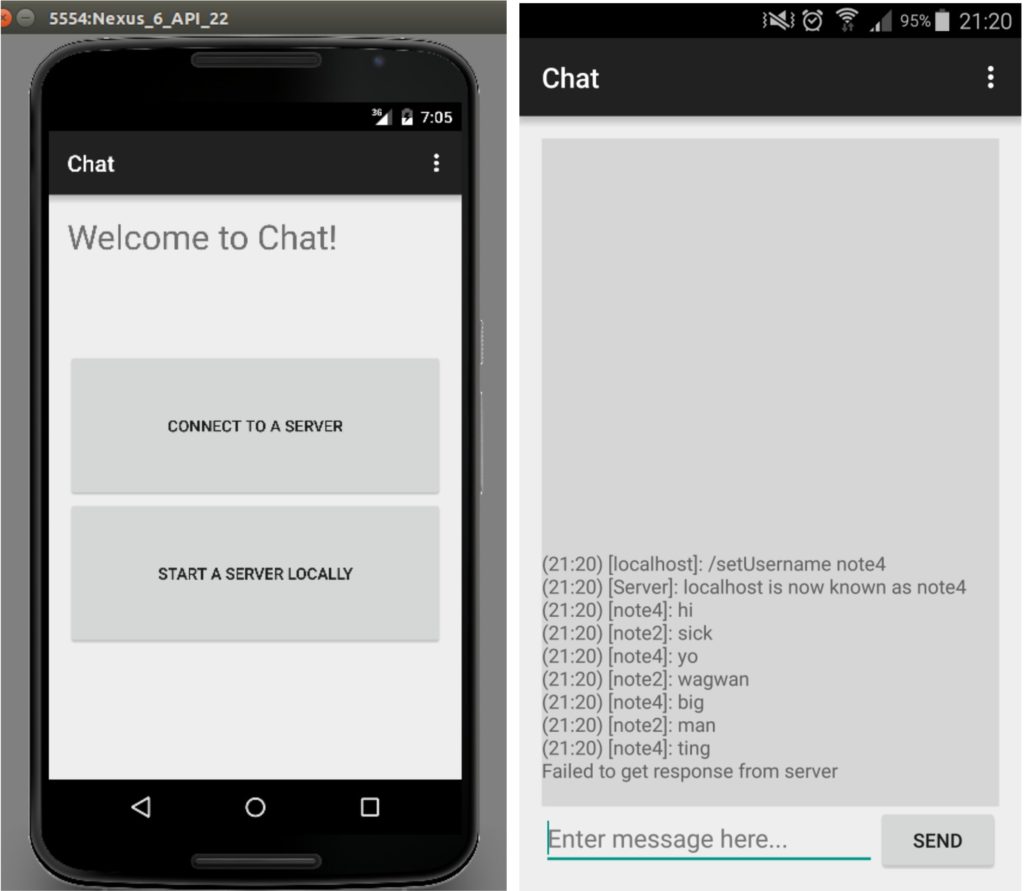 5554:Nexus_6_API_22
3G 7:05
Chat
Welcome to Chat!
CONNECT TO A SERVER
START A SERVER LOCALLY
95% 21:20
Chat
(21:20) [localhost]: /setUsername note4
(21:20) [Server]: localhost is now known as note4
(21:20) [note4]: hi
(21:20) [note2]: sick
(21:20) [note4]: yo
(21:20) [note2]: wagwan
(21:20) [note4]: big
(21:20) [note2]: man
(21:20) [note4]: ting
Failed to get response from server
Enter message here...
SEND